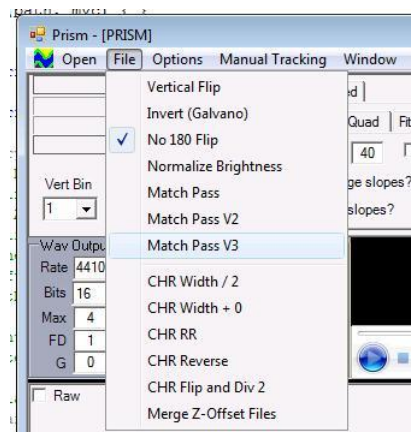 Prism - [PRISM]
Open File Options Manual Tracking Window
Vertical Flip
Invert (Galvano)
No 180 Flip
Normalize Brightness
Match Pass
Match Pass V2
Match Pass V3
CHR Width / 2
CHR Width + 0
CHR RR
CHR Reverse
CHR Flip and Div 2
Merge Z-Offset Files
Quad
40
slopes?
slopes?
Vert Bin
1
Wav
Rate 4410
Bits 16
Max 4
FD 1
G 0
Raw